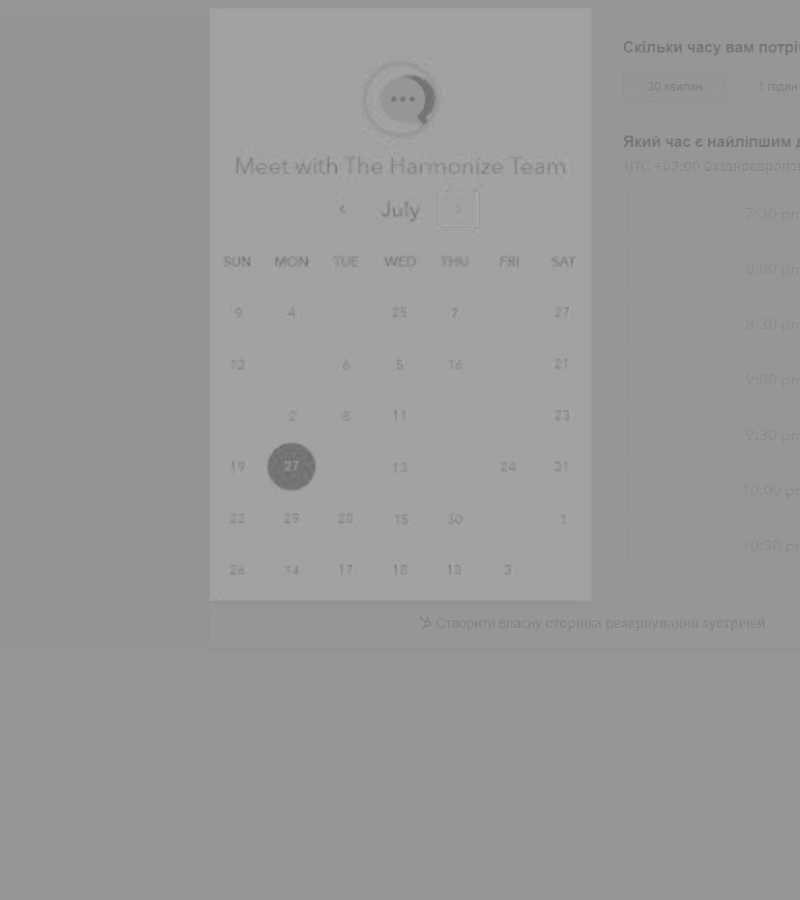 Meet with The Harmonize Team
July
SUN MON TUE WED THU FRI SAT
9 4 25 7 27
12 6 5 16 21
2 8 11 23
19 27 13 24 31
22 29 28 15 30 1
26 14 17 18 18 3
Скільки часу вам потрі
30 хвилин 1 годин
Який час є найліпшим
UTC +02:00 Східноєвропе
7:30 pm
8:00 pm
8:30 pm
9:00 pm
9:30 pm
10:00 pm
10:30 pm
Створити власну сторінка резервування зустрічей